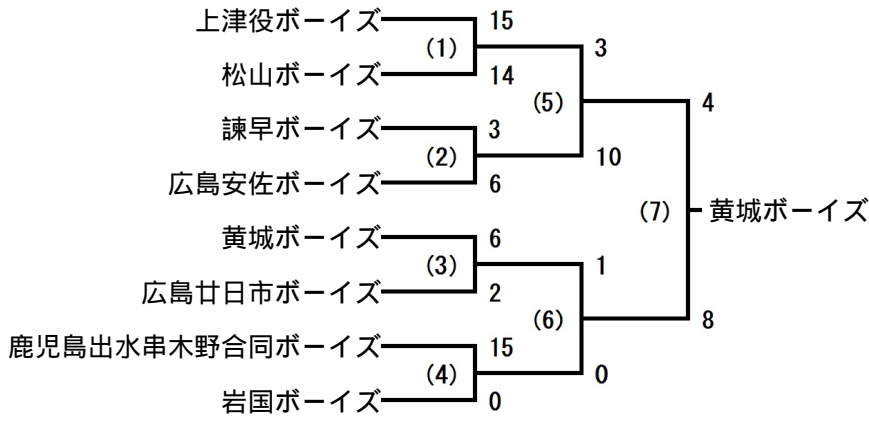 上津役ボーイズ 15
(1) 3
松山ボーイズ 14
(5) 4
諫早ボーイズ 3
(2) 10
広島安佐ボーイズ 6
(7) 黄城ボーイズ
黄城ボーイズ 6
(3) 1
広島廿日市ボーイズ 2
(6) 8
鹿児島出水串木野合同ボーイズ 15
(4) 0
岩国ボーイズ 0